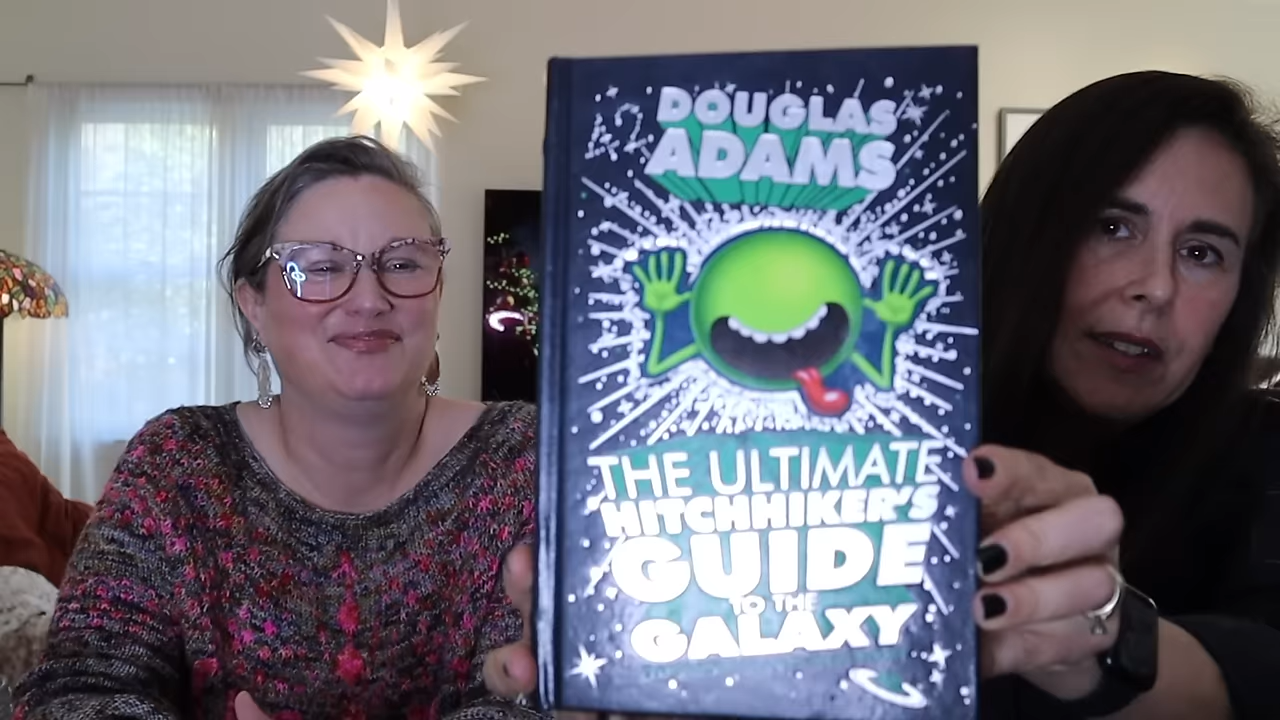 42
DOUGLAS
ADAMS
THE ULTIMATE
HITCHHIKER'S
GUIDE
TO THE
GALAXY